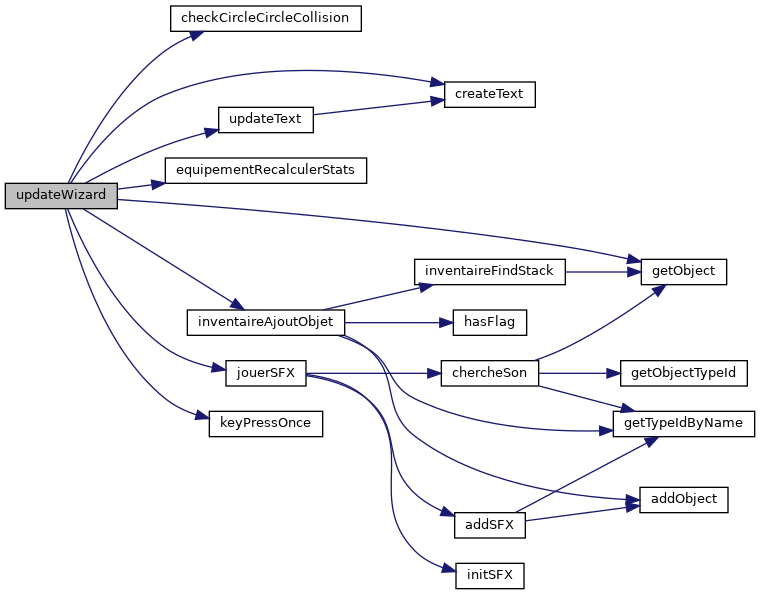 checkCircleCircleCollision
createText
updateText
equipementRecalculerStats
updateWizard
getObject
inventaireFindStack
inventaireAjoutObjet
hasFlag
jouerSFX
chercheSon
getObjectTypeId
keyPressOnce
getTypeIdByName
addObject
addSFX
initSFX